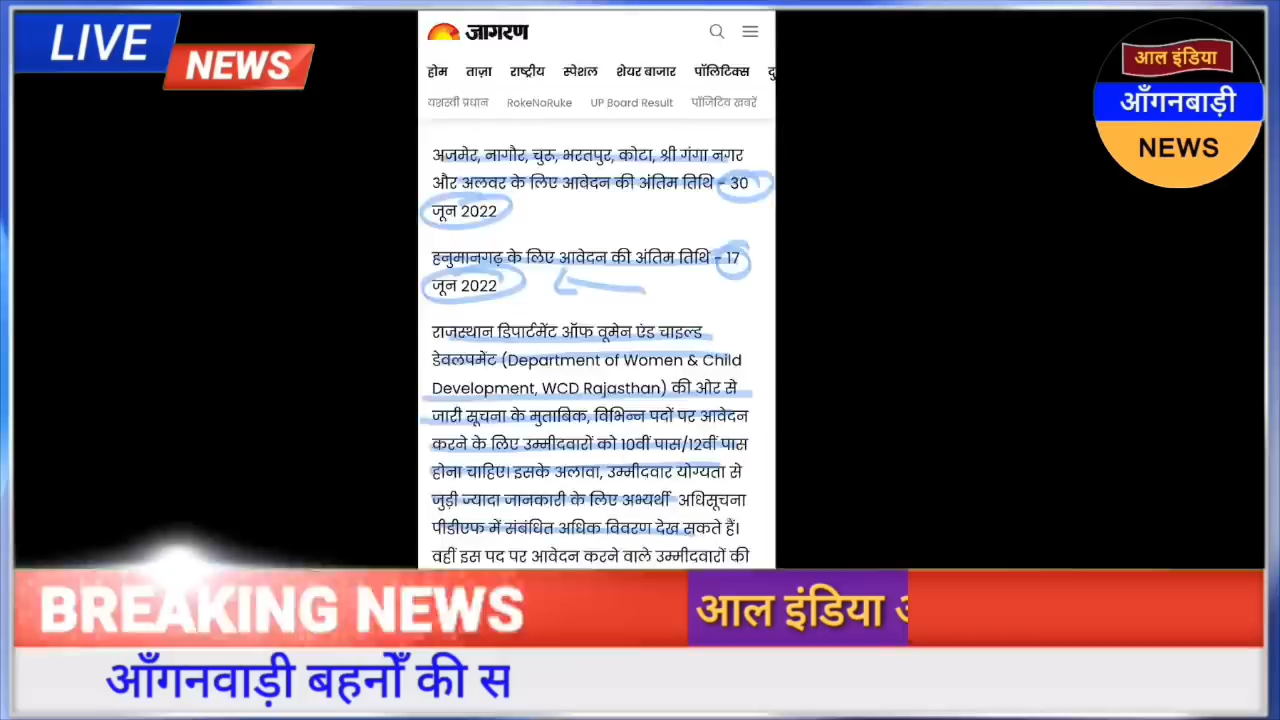 LIVE
NEWS
जागरण
होम ताज़ा राष्ट्रीय स्पेशल शेयर बाजार पॉलिटिक्स
यशस्वी प्रधान RokeNaRuke UP Board Result पॉजिटिव खबरें
आल इंडिया
आँगनबाड़ी
NEWS
अजमेर, नागौर, चुरू, भरतपुर, कोटा, श्री गंगा नगर
और अलवर के लिए आवेदन की अंतिम तिथि - 30
जून 2022
हनुमानगढ़ के लिए आवेदन की अंतिम तिथि - 17
जून 2022
राजस्थान डिपार्टमेंट ऑफ वूमेन एंड चाइल्ड
डेवलपमेंट (Department of Women & Child
Development, WCD Rajasthan) की ओर से
जारी सूचना के मुताबिक, विभिन्न पदों पर आवेदन
करने के लिए उम्मीदवारों को 10वीं पास/12वीं पास
होना चाहिए। इसके अलावा, उम्मीदवार योग्यता से
जुड़ी ज्यादा जानकारी के लिए अभ्यर्थी अधिसूचना
पीडीएफ में संबंधित अधिक विवरण देख सकते हैं।
वहीं इस पद पर आवेदन करने वाले उम्मीदवारों की
BREAKING NEWS
आल इंडिया
आँगनवाड़ी बहनोँ की स